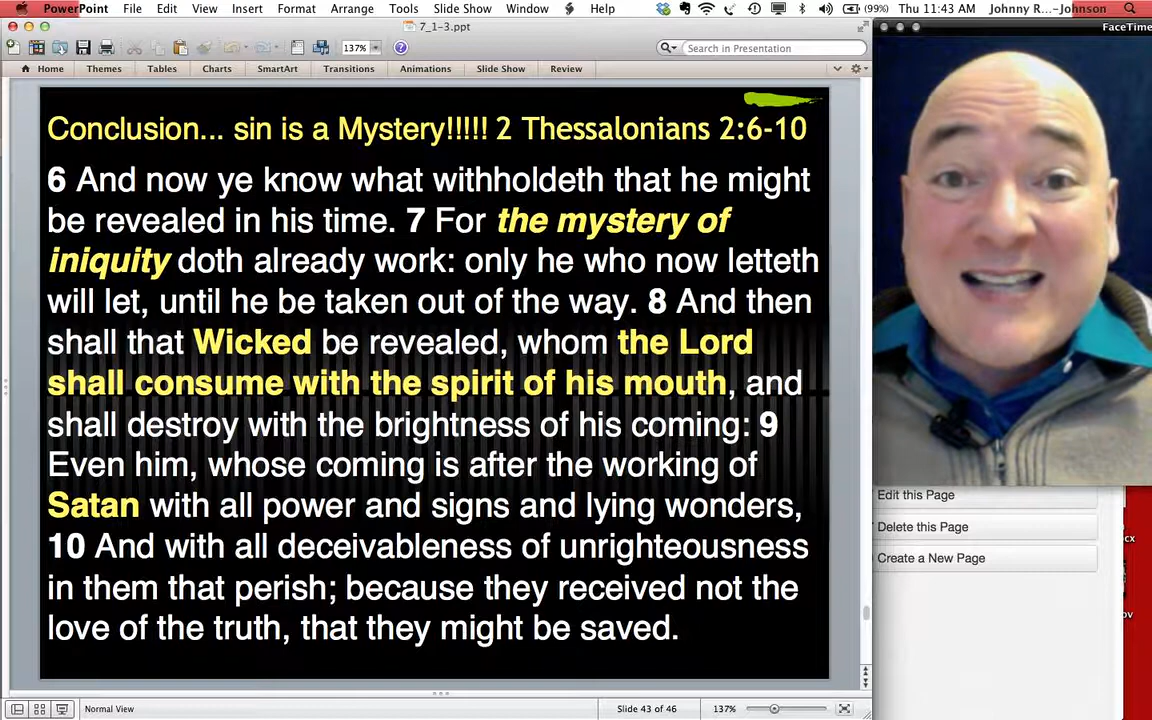 PowerPoint File Edit View Insert Format Arrange Tools Slide Show Window Help (99%) Thu 11:43 AM Johnny R...-Johnson
7_1-3.ppt
FaceTime
137% Search in Presentation
Home Themes Tables Charts SmartArt Transitions Animations Slide Show Review
Conclusion... sin is a Mystery!!!!! 2 Thessalonians 2:6-10
6 And now ye know what withholdeth that he might
be revealed in his time. 7 For the mystery of
iniquity doth already work: only he who now letteth
will let, until he be taken out of the way. 8 And then
shall that Wicked be revealed, whom the Lord
shall consume with the spirit of his mouth, and
shall destroy with the brightness of his coming: 9
Even him, whose coming is after the working of
Satan with all power and signs and lying wonders,
10 And with all deceivableness of unrighteousness
in them that perish; because they received not the
love of the truth, that they might be saved.
Edit this Page
Delete this Page
Create a New Page
cx
ov
Normal View Slide 43 of 46 137%